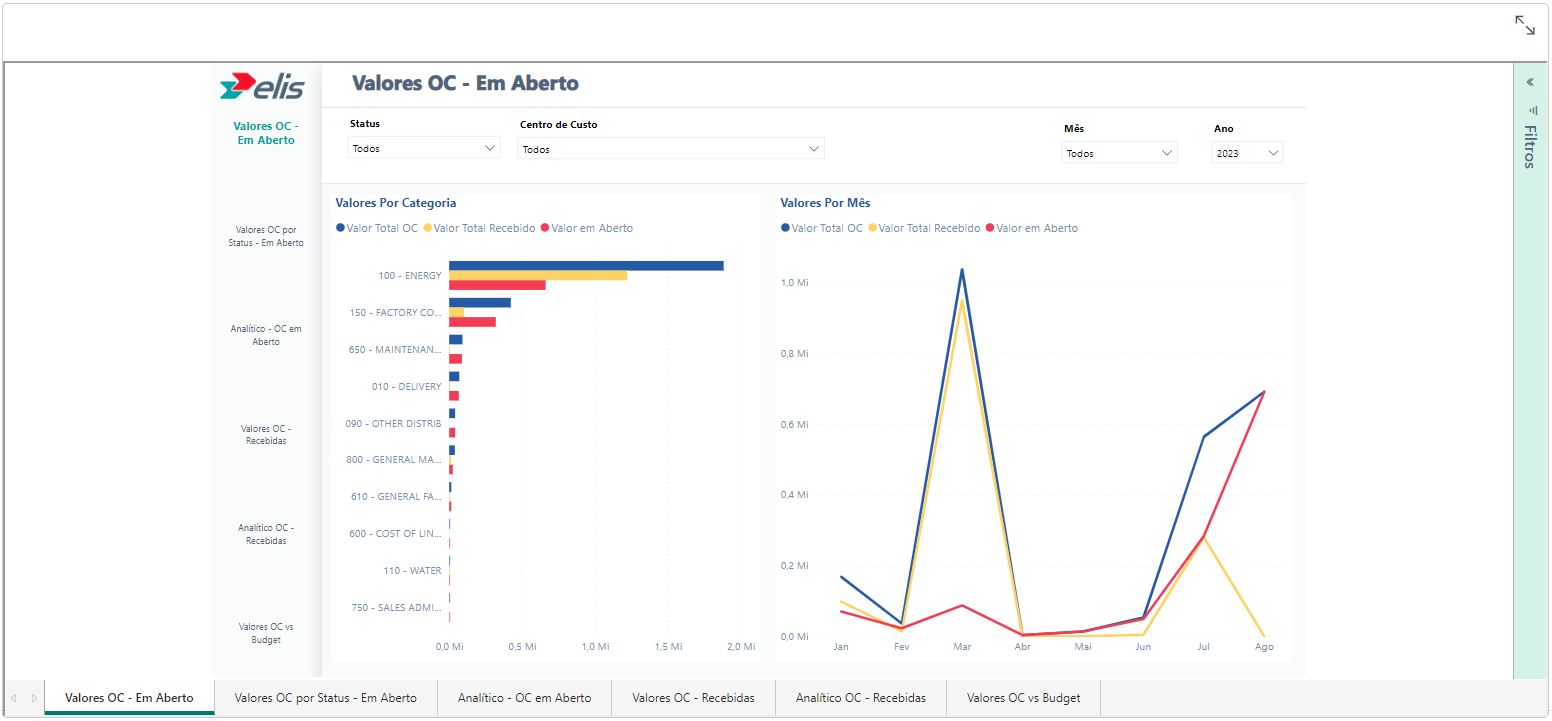 elis
Valores OC - Em Aberto
Valores OC -
Em Aberto
Valores OC por
Status - Em Aberto
Analítico - OC em
Aberto
Valores OC -
Recebidas
Analítico OC -
Recebidas
Valores OC vs
Budget
Status
Todos
Centro de Custo
Todos
Mês
Todos
Ano
2023
Filtros
Valores Por Categoria
Valor Total OC Valor Total Recebido Valor em Aberto
100 - ENERGY
150 - FACTORY CO...
650 - MAINTENAN...
010 - DELIVERY
090 - OTHER DISTRIB
800 - GENERAL MA...
610 - GENERAL FA...
600 - COST OF LIN...
110 - WATER
750 - SALES ADMI...
0,0 Mi 0,5 Mi 1,0 Mi 1,5 Mi 2,0 Mi
Valores Por Mês
Valor Total OC Valor Total Recebido Valor em Aberto
1,0 Mi
0,8 Mi
0,6 Mi
0,4 Mi
0,2 Mi
0,0 Mi
Jan Fev Mar Abr Mai Jun Jul Ago
Valores OC - Em Aberto Valores OC por Status - Em Aberto Analítico - OC em Aberto Valores OC - Recebidas Analítico OC - Recebidas Valores OC vs Budget